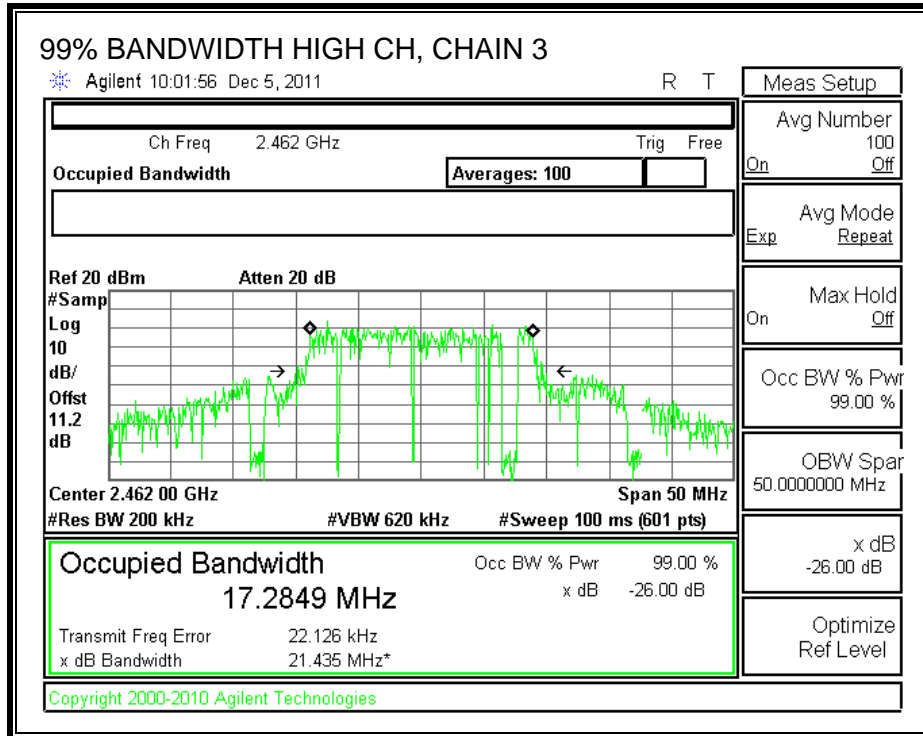 99% BANDWIDTH HIGH CH, CHAIN 3
Agilent 10:01:56 Dec 5, 2011
R T
Ch Freq 2.462 GHz
Trig Free
Occupied Bandwidth
Averages: 100
Ref 20 dBm
Atten 20 dB
#Samp
Log
10
dB/
Offst
11.2
dB
Center 2.462 00 GHz
Span 50 MHz
#Res BW 200 kHz
#VBW 620 kHz
#Sweep 100 ms (601 pts)
Occupied Bandwidth
17.2849 MHz
Occ BW % Pwr 99.00 %
x dB -26.00 dB
Transmit Freq Error 22.126 kHz
x dB Bandwidth 21.435 MHz*
Copyright 2000-2010 Agilent Technologies
Meas Setup
Avg Number
100
On Off
Avg Mode
Exp Repeat
Max Hold
On Off
Occ BW % Pwr
99.00 %
OBW Span
50.0000000 MHz
x dB
-26.00 dB
Optimize
Ref Level